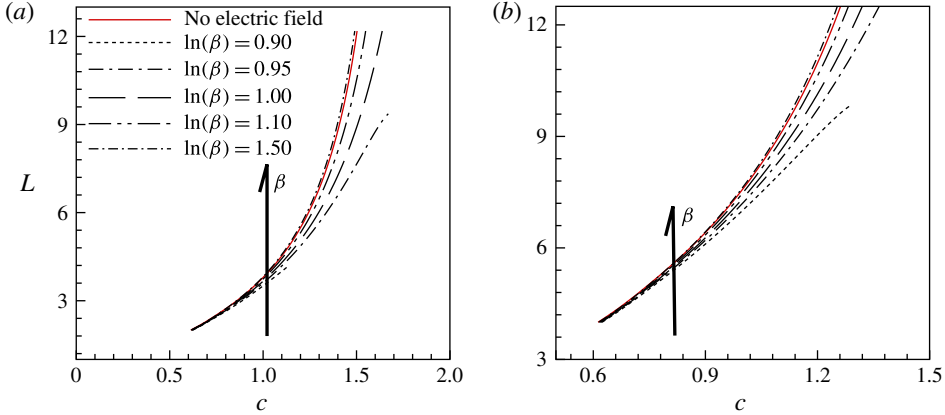 (a)
12
9
L
6
3
0
0.5
1.0
1.5
2.0
c
No electric field
ln(β) = 0.90
ln(β) = 0.95
ln(β) = 1.00
ln(β) = 1.10
ln(β) = 1.50
β
(b)
12
9
6
3
0.6
0.9
1.2
1.5
c
β